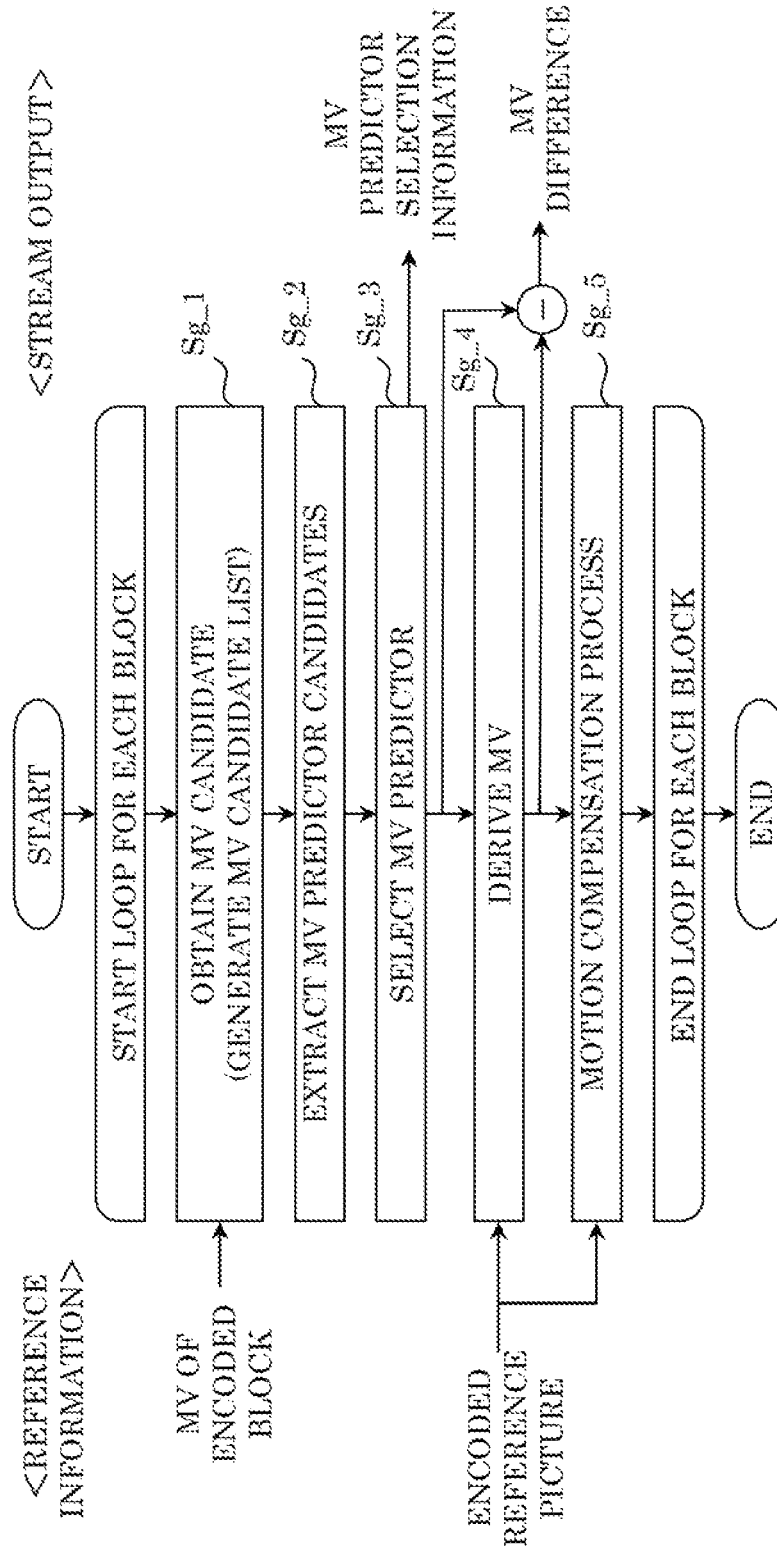 <REFERENCE
INFORMATION>
<STREAM OUTPUT>
START
START LOOP FOR EACH BLOCK
MV OF
ENCODED
BLOCK
OBTAIN MV CANDIDATE
(GENERATE MV CANDIDATE LIST)
Sg_1
EXTRACT MV PREDICTOR CANDIDATES
Sg_2
SELECT MV PREDICTOR
Sg_3
MV
PREDICTOR
SELECTION
INFORMATION
ENCODED
REFERENCE
PICTURE
DERIVE MV
Sg_4
−
MV
DIFFERENCE
MOTION COMPENSATION PROCESS
Sg_5
END LOOP FOR EACH BLOCK
END